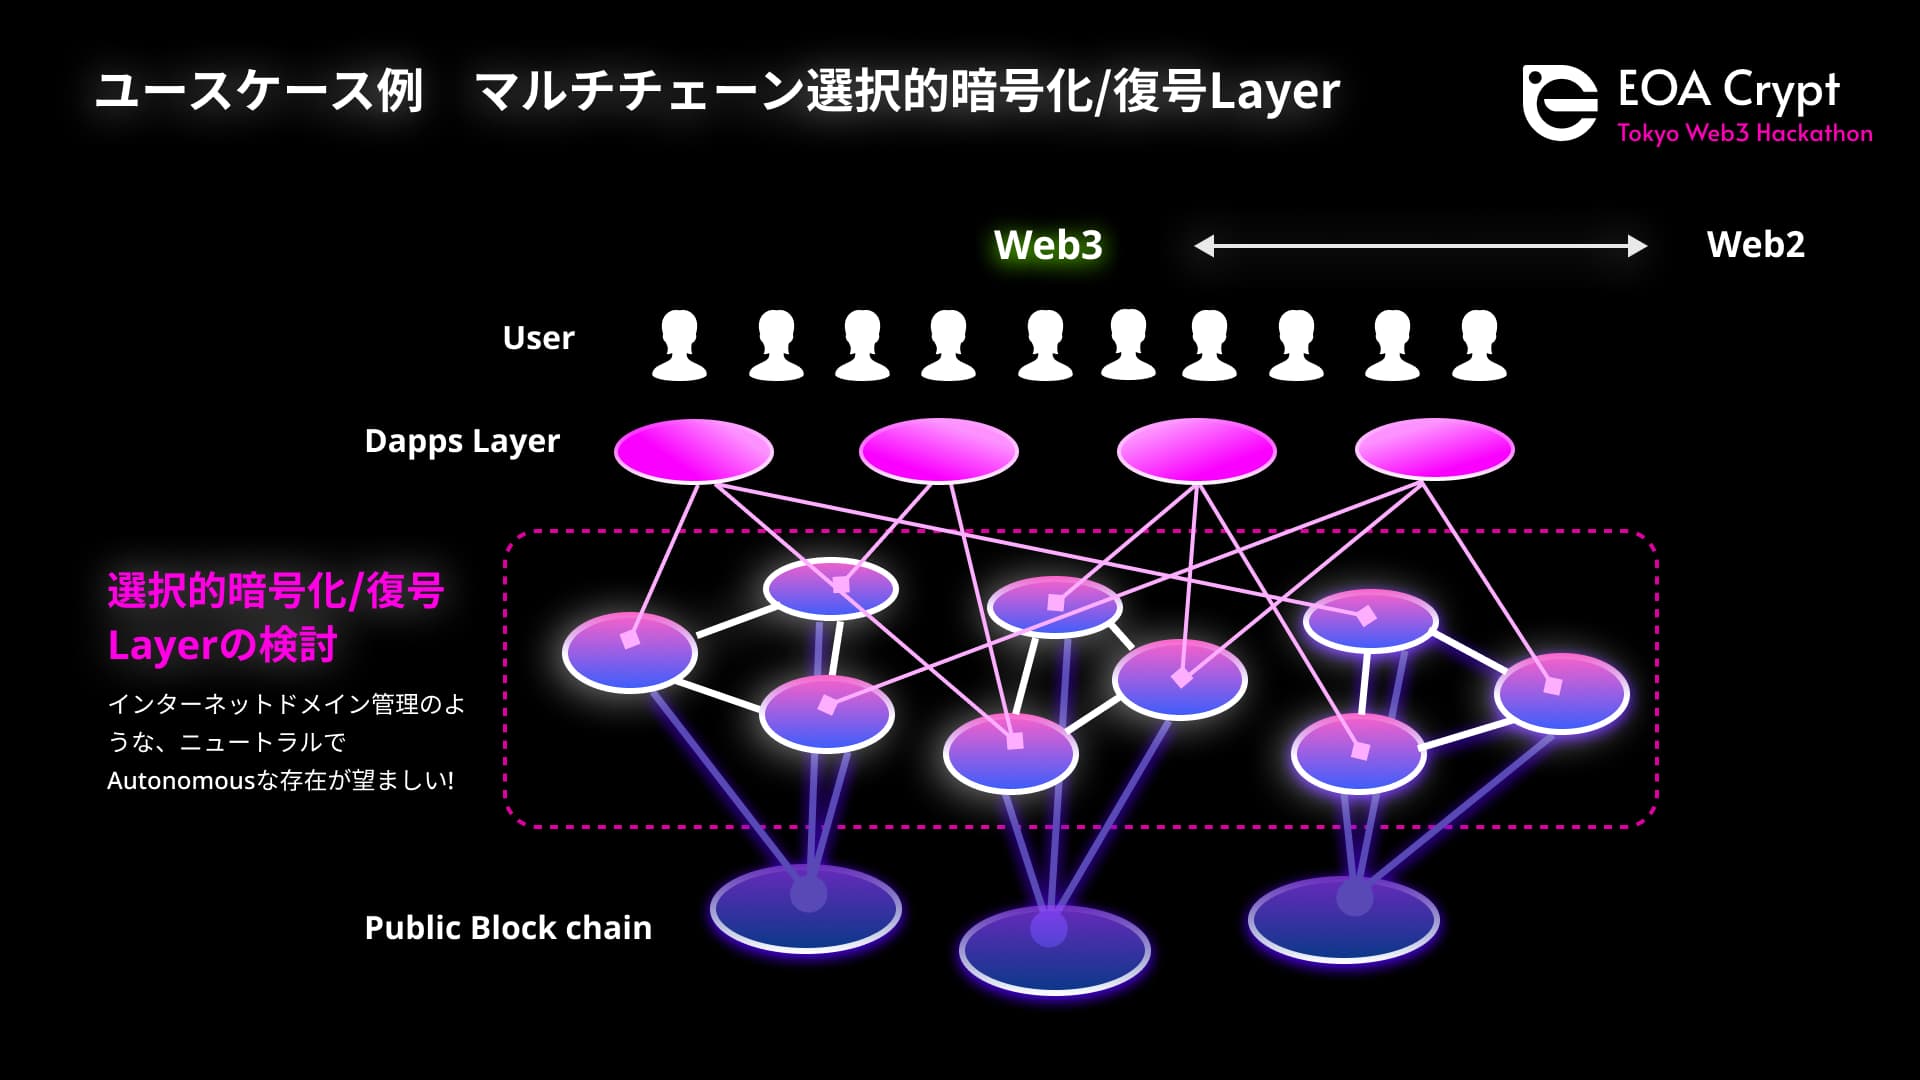 ユースケース例　マルチチェーン選択的暗号化/復号Layer
EOA Crypt
Tokyo Web3 Hackathon
Web3
Web2
User
Dapps Layer
選択的暗号化/復号
Layerの検討
インターネットドメイン管理のよ
うな、ニュートラルで
Autonomousな存在が望ましい!
Public Block chain